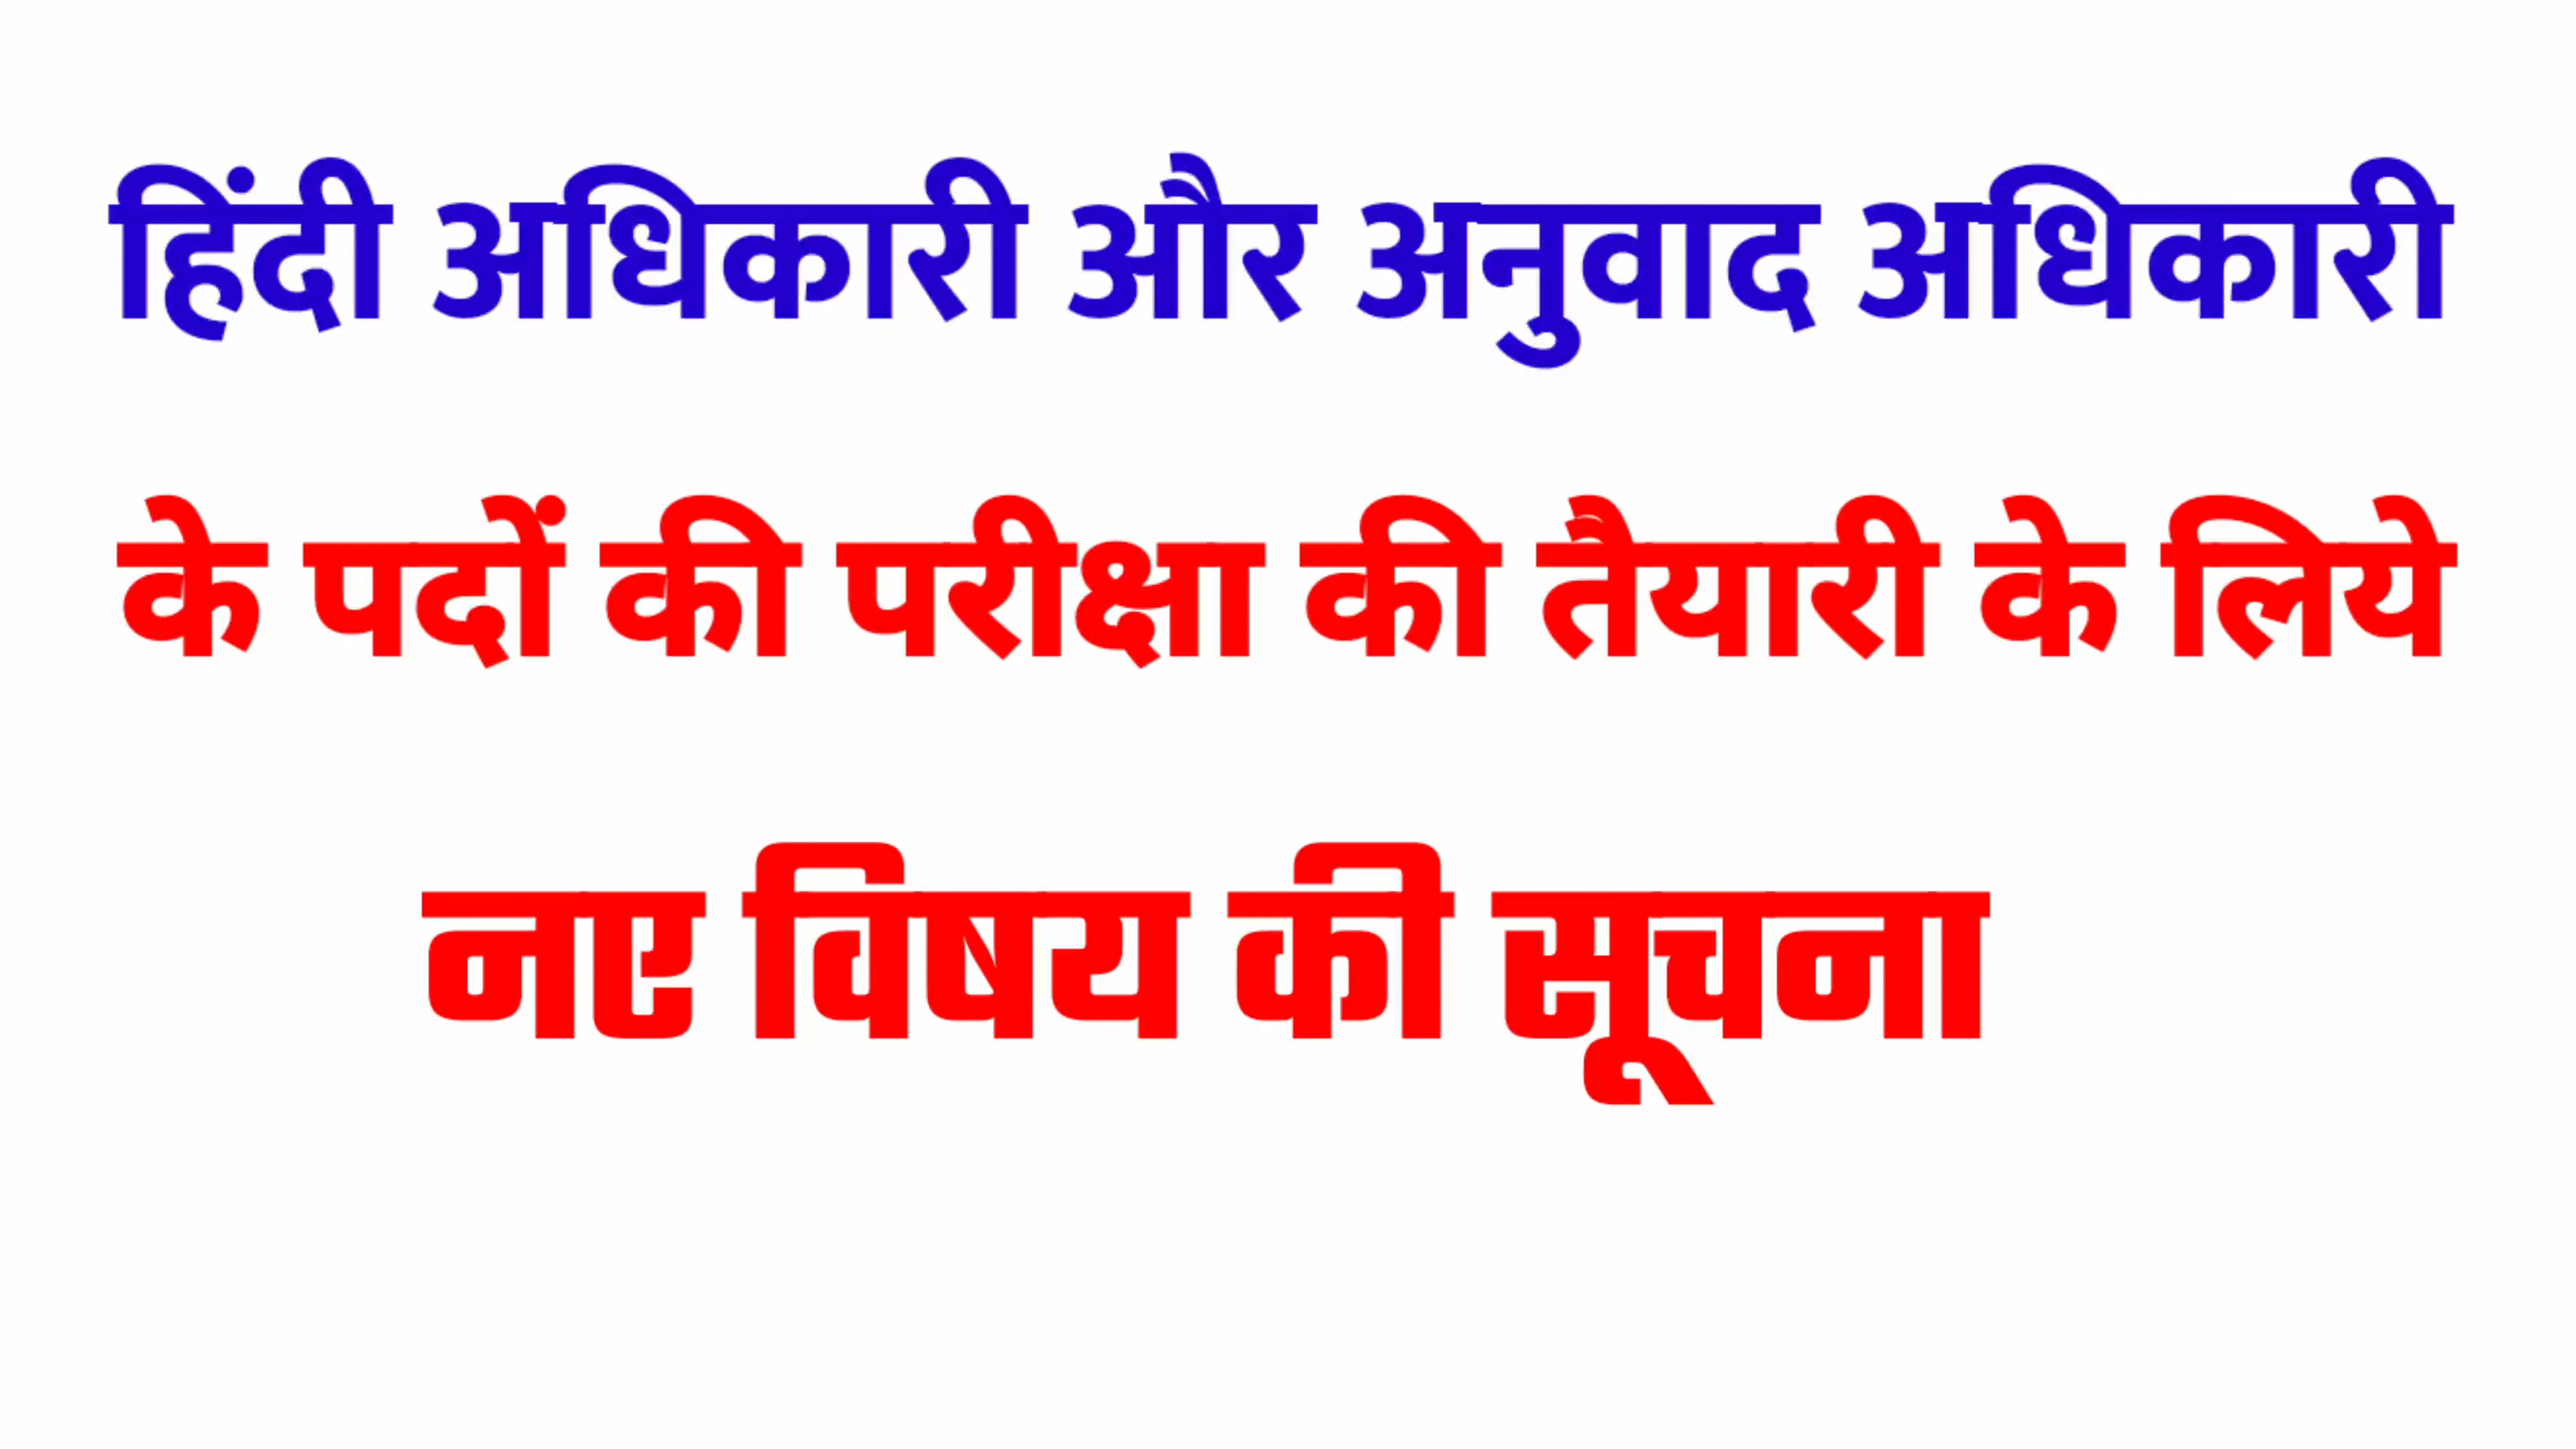 हिंदी अधिकारी और अनुवाद अधिकारी
के पदों की परीक्षा की तैयारी के लिये
नए विषय की सूचना